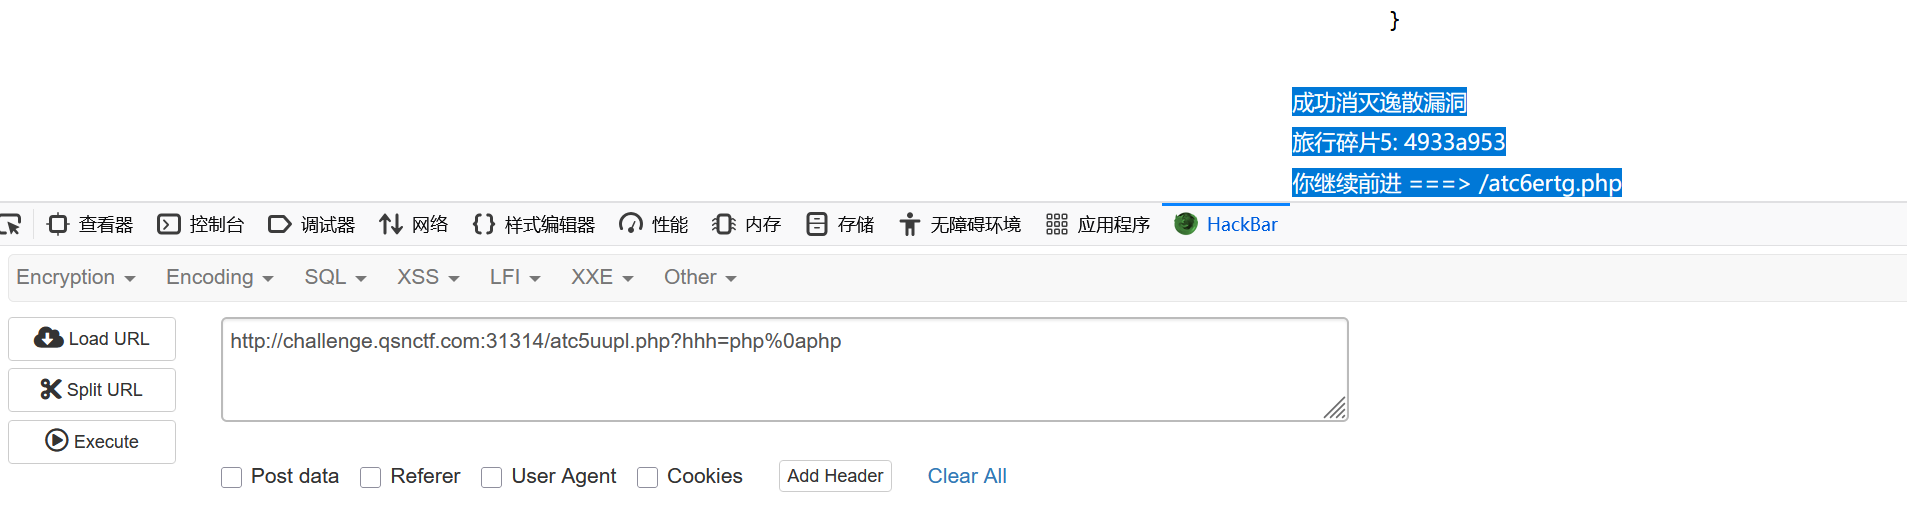 }
成功消灭逸散漏洞
旅行碎片5: 4933a953
你继续前进 ===> /atc6ertg.php
查看器 控制台 调试器 网络 样式编辑器 性能 内存 存储 无障碍环境 应用程序 HackBar
Encryption Encoding SQL XSS LFI XXE Other
Load URL
http://challenge.qsnctf.com:31314/atc5uupl.php?hhh=php%0aphp
Split URL
Execute
Post data Referer User Agent Cookies Add Header Clear All